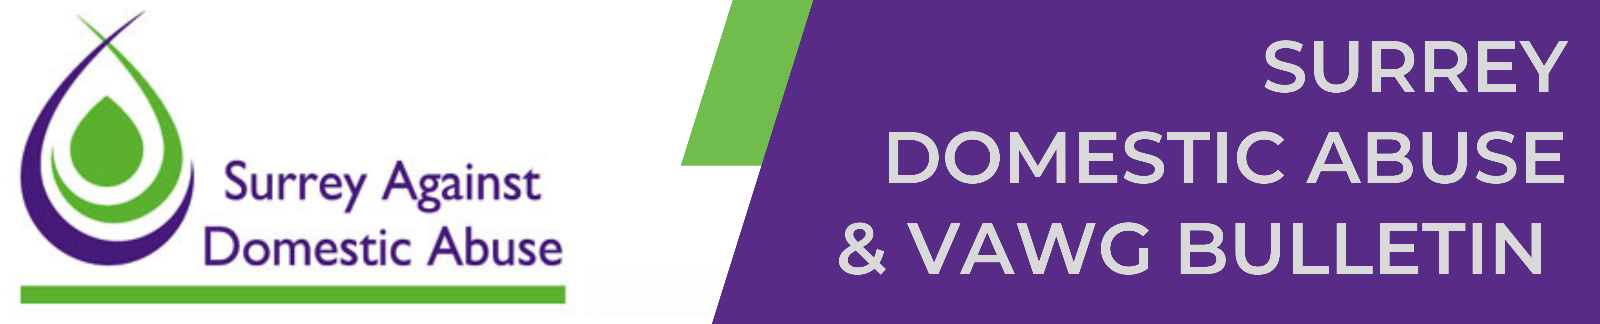 Surrey Against
Domestic Abuse
SURREY
DOMESTIC ABUSE
& VAWG BULLETIN